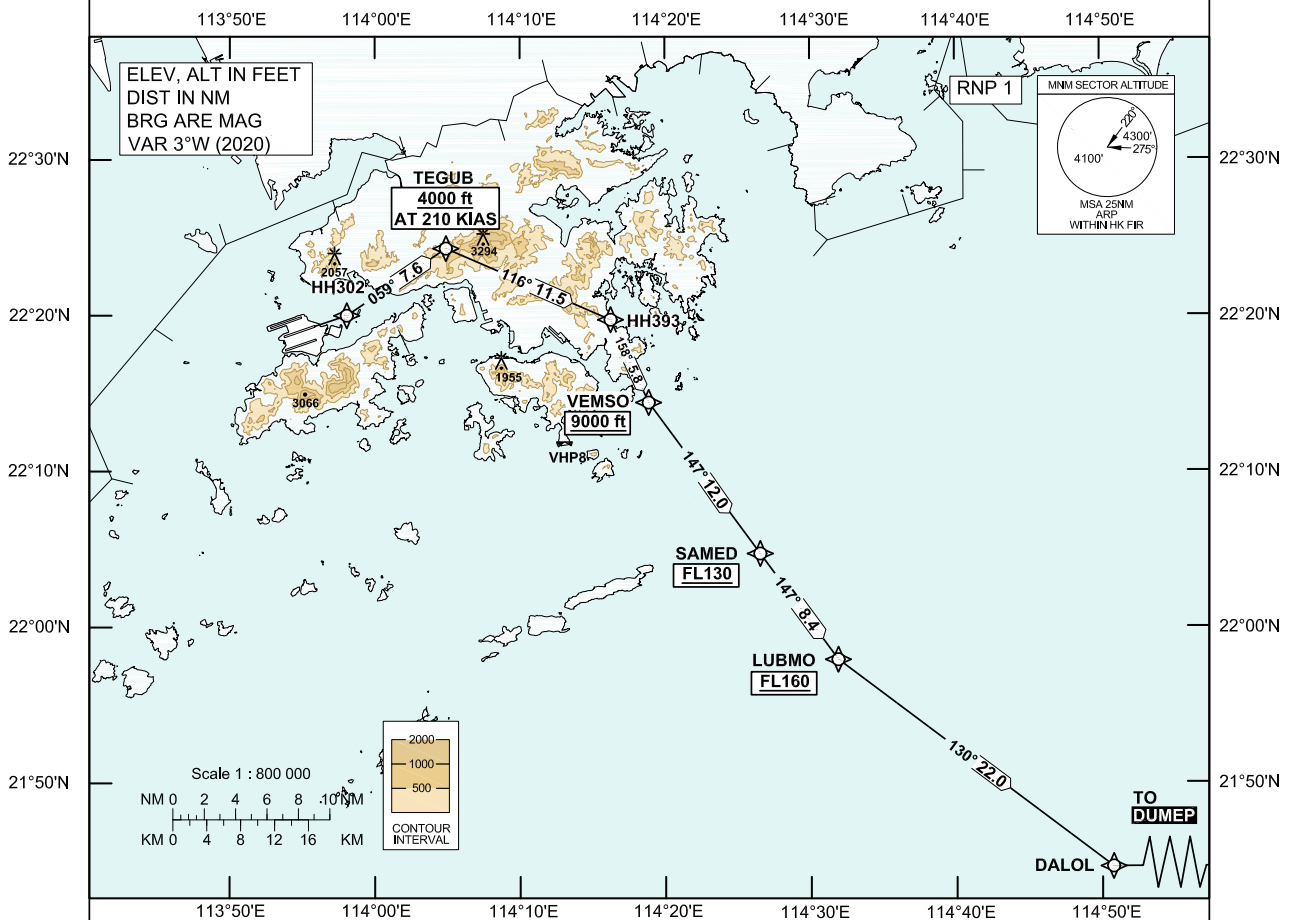 113°50'E
114°00'E
114°10'E
114°20'E
114°30'E
114°40'E
114°50'E
ELEV, ALT IN FEET
DIST IN NM
BRG ARE MAG
VAR 3°W (2020)
RNP 1
MNM SECTOR ALTITUDE
220°
4300'
275°
4100'
MSA 25NM
ARP
WITHIN HK FIR
22°30'N
22°30'N
TEGUB
4000 ft
AT 210 KIAS
3294
2057
HH302
059° 7.6
116° 11.5
22°20'N
HH393
22°20'N
158° 5.8
1955
3066
VEMSO
9000 ft
VHP8
22°10'N
147° 12.0
22°10'N
SAMED
FL130
147° 8.4
22°00'N
22°00'N
LUBMO
FL160
130° 22.0
21°50'N
21°50'N
2000
1000
500
CONTOUR
INTERVAL
Scale 1 : 800 000
NM 0 2 4 6 8 10 NM
KM 0 4 8 12 16 KM
TO
DUMEP
DALOL
113°50'E
114°00'E
114°10'E
114°20'E
114°30'E
114°40'E
114°50'E